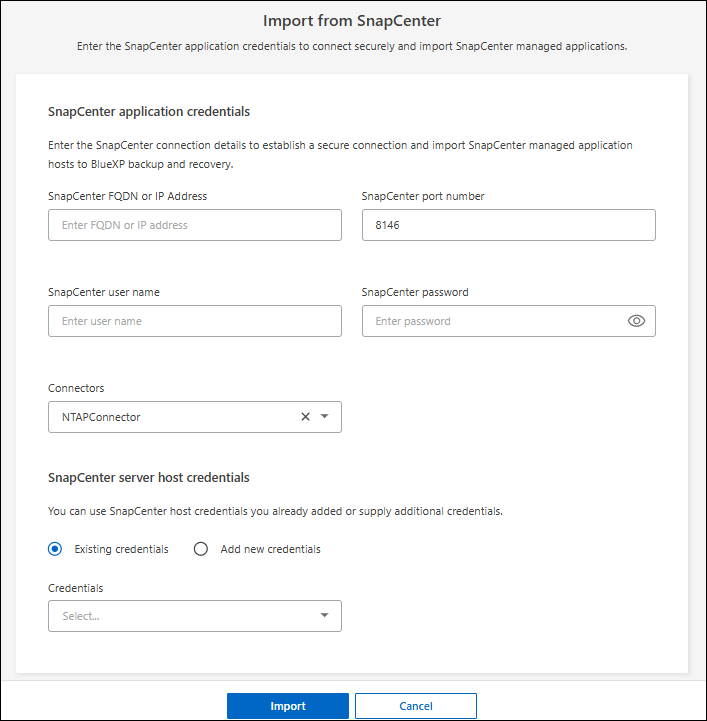 Import from SnapCenter
Enter the SnapCenter application credentials to connect securely and import SnapCenter managed applications.
SnapCenter application credentials
Enter the SnapCenter connection details to establish a secure connection and import SnapCenter managed application
hosts to BlueXP backup and recovery.
SnapCenter FQDN or IP Address
SnapCenter port number
Enter FQDN or IP address
8146
SnapCenter user name
SnapCenter password
Enter user name
Enter password
Connectors
NTAPConnector
SnapCenter server host credentials
You can use SnapCenter host credentials you already added or supply additional credentials.
Existing credentials
Add new credentials
Credentials
Select...
Import
Cancel